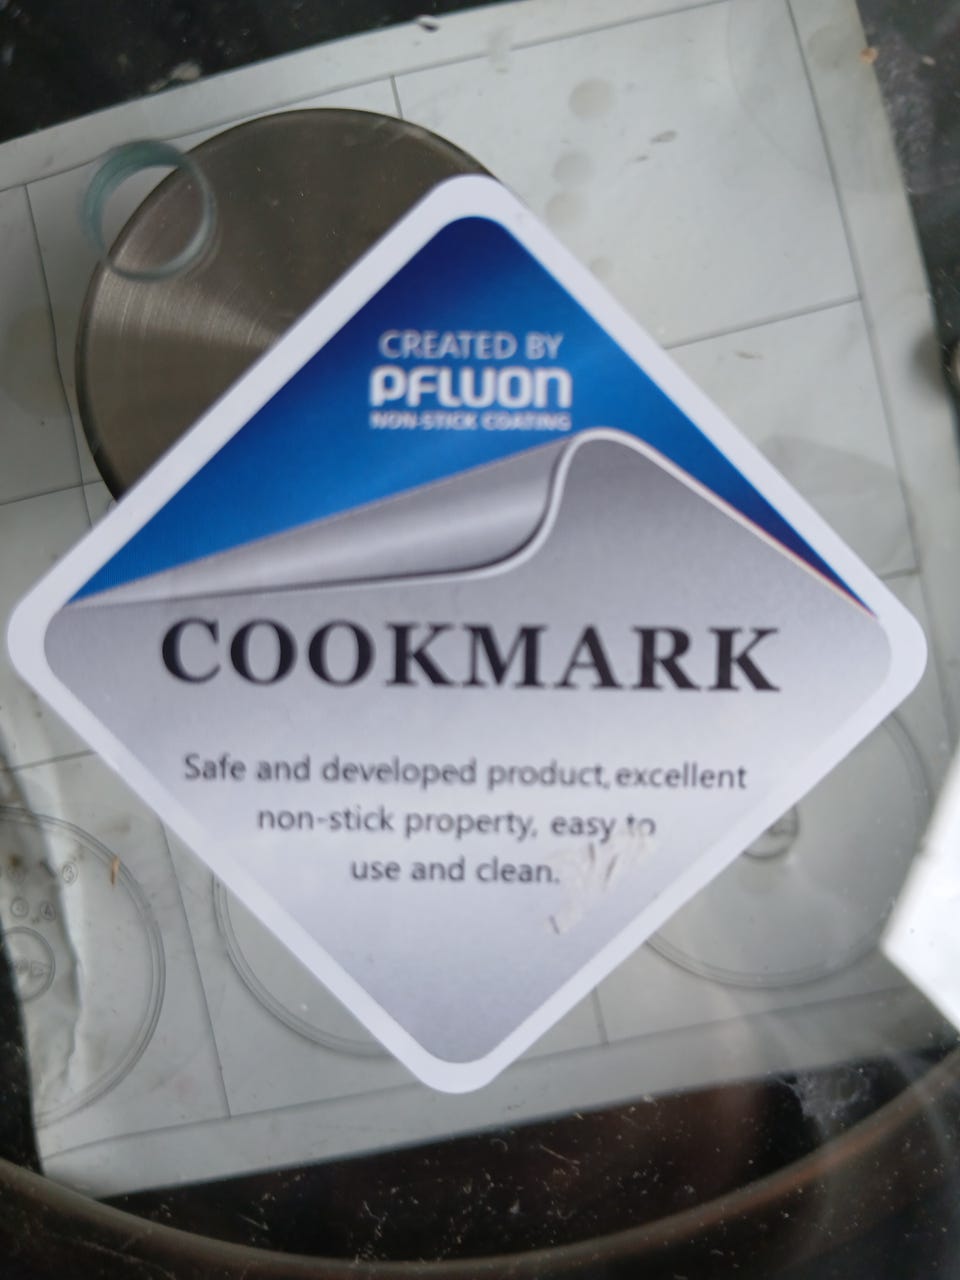 CREATED BY
PFLUON
NON-STICK COATING
COOKMARK
Safe and developed product, excellent
non-stick property, easy to
use and clean.